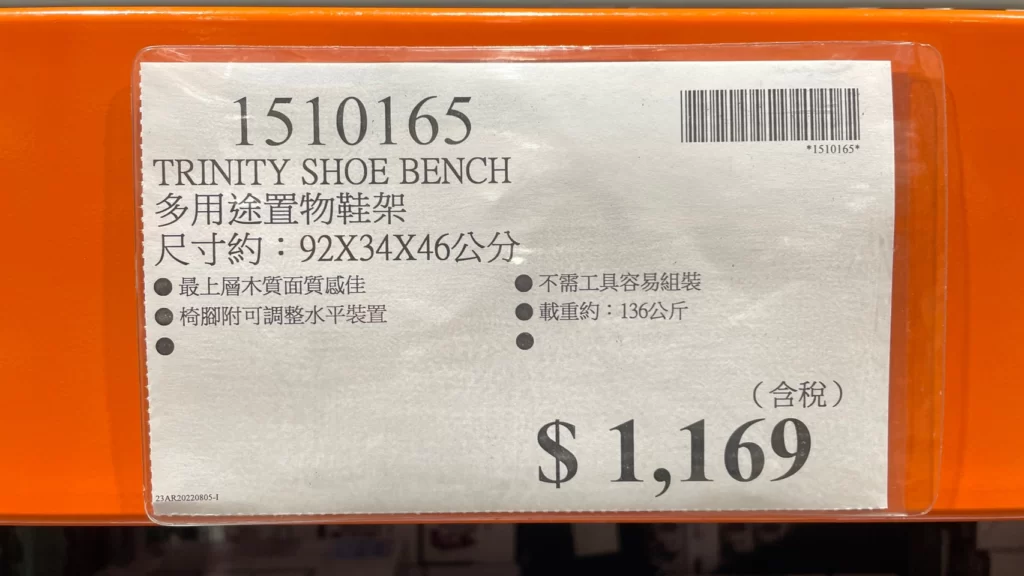 1510165
*1510165*
TRINITY SHOE BENCH
多用途置物鞋架
尺寸約：92X34X46公分
●最上層木質面質感佳
●不需工具容易組裝
●椅腳附可調整水平裝置
●載重約：136公斤
●
●
（含稅）
$ 1,169
23AR20220805-I